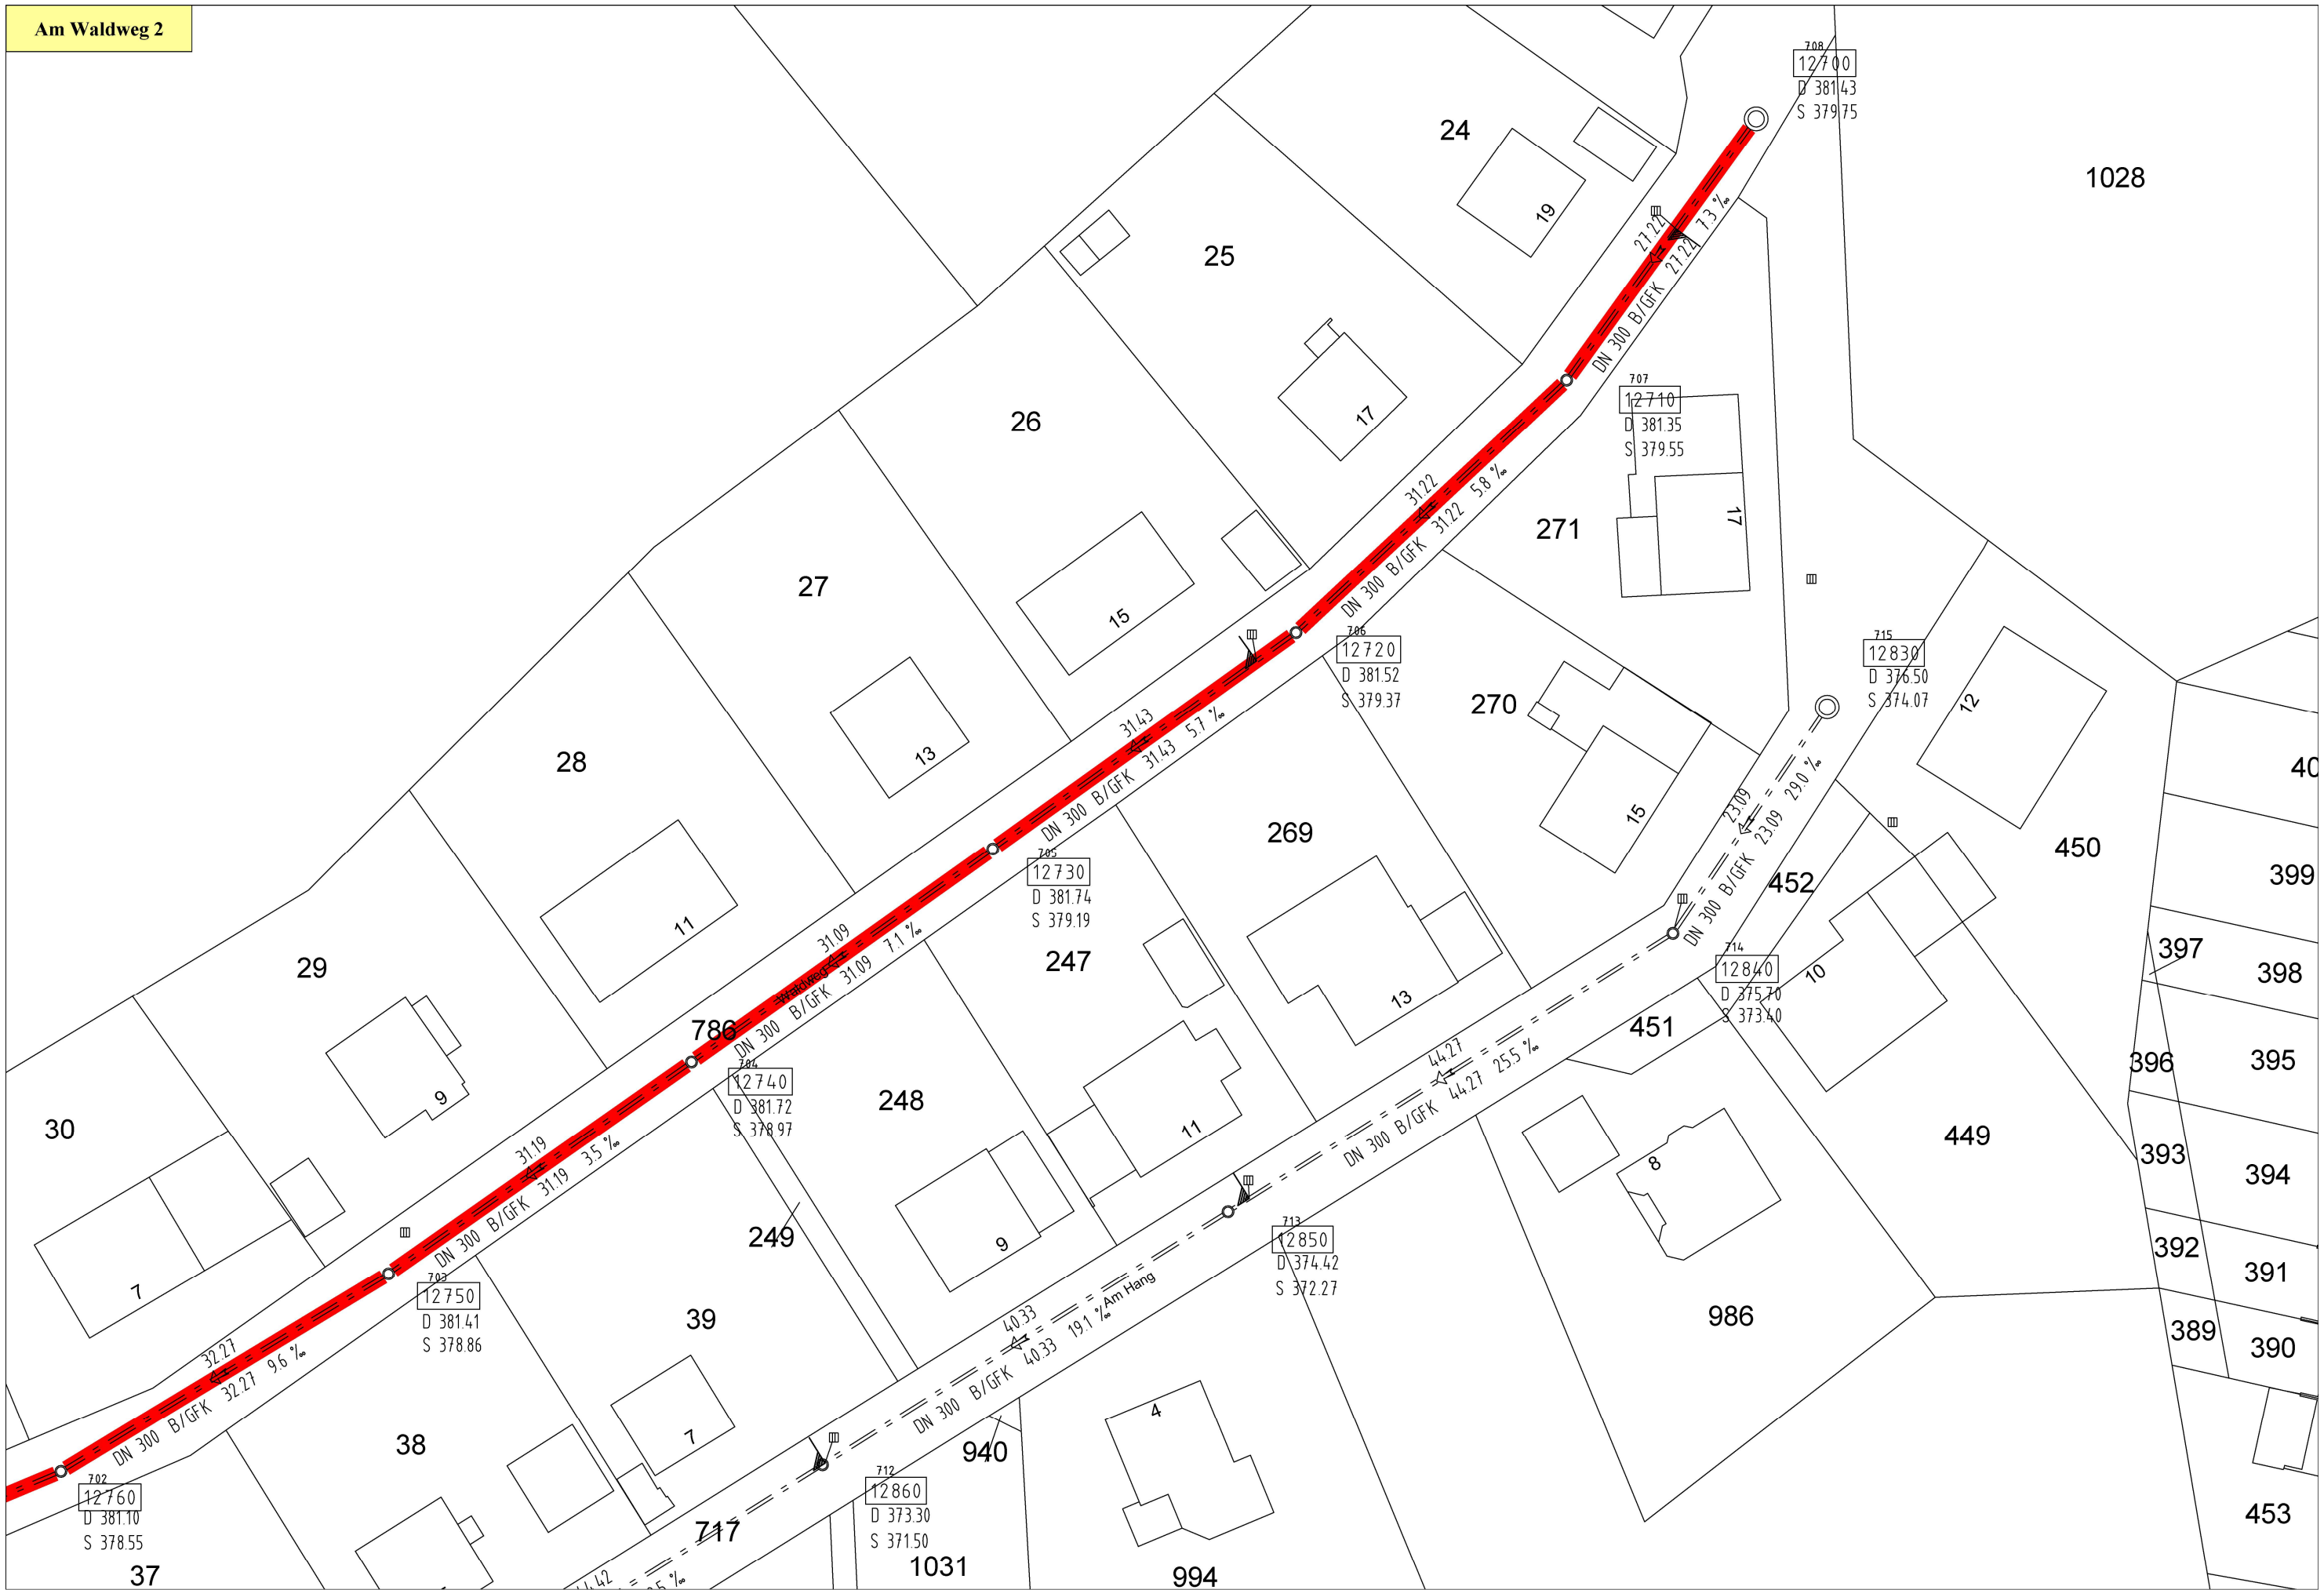 Am Waldweg 2
708
12700
D 381.43
S 379.75
24
19
1028
27.22
DN 300 B/GFK 27.22 7.3 ‰
25
17
707
12710
D 381.35
S 379.55
26
15
31.22
DN 300 B/GFK 31.22 5.8 ‰
271
17
27
13
706
12720
D 381.52
S 379.37
715
12830
D 376.50
S 374.07
270
15
12
28
11
31.43
DN 300 B/GFK 31.43 5.7 ‰
40
269
13
23.09
DN 300 B/GFK 23.09 29.0 ‰
450
452
399
705
12730
D 381.74
S 379.19
29
9
31.09
Waldweg
DN 300 B/GFK 31.09 7.1 ‰
247
11
714
12840
D 375.70
S 373.40
10
397
398
786
451
704
12740
D 381.72
S 378.97
44.27
DN 300 B/GFK 44.27 25.5 ‰
396
395
30
7
248
9
449
393
394
31.19
DN 300 B/GFK 31.19 3.5 ‰
8
249
713
12850
D 374.42
S 372.27
392
391
703
12750
D 381.41
S 378.86
39
7
Am Hang
40.33
DN 300 B/GFK 40.33 19.1 ‰
986
389
390
32.27
DN 300 B/GFK 32.27 9.6 ‰
38
940
4
702
12760
D 381.10
S 378.55
712
12860
D 373.30
S 371.50
453
717
37
1031
994